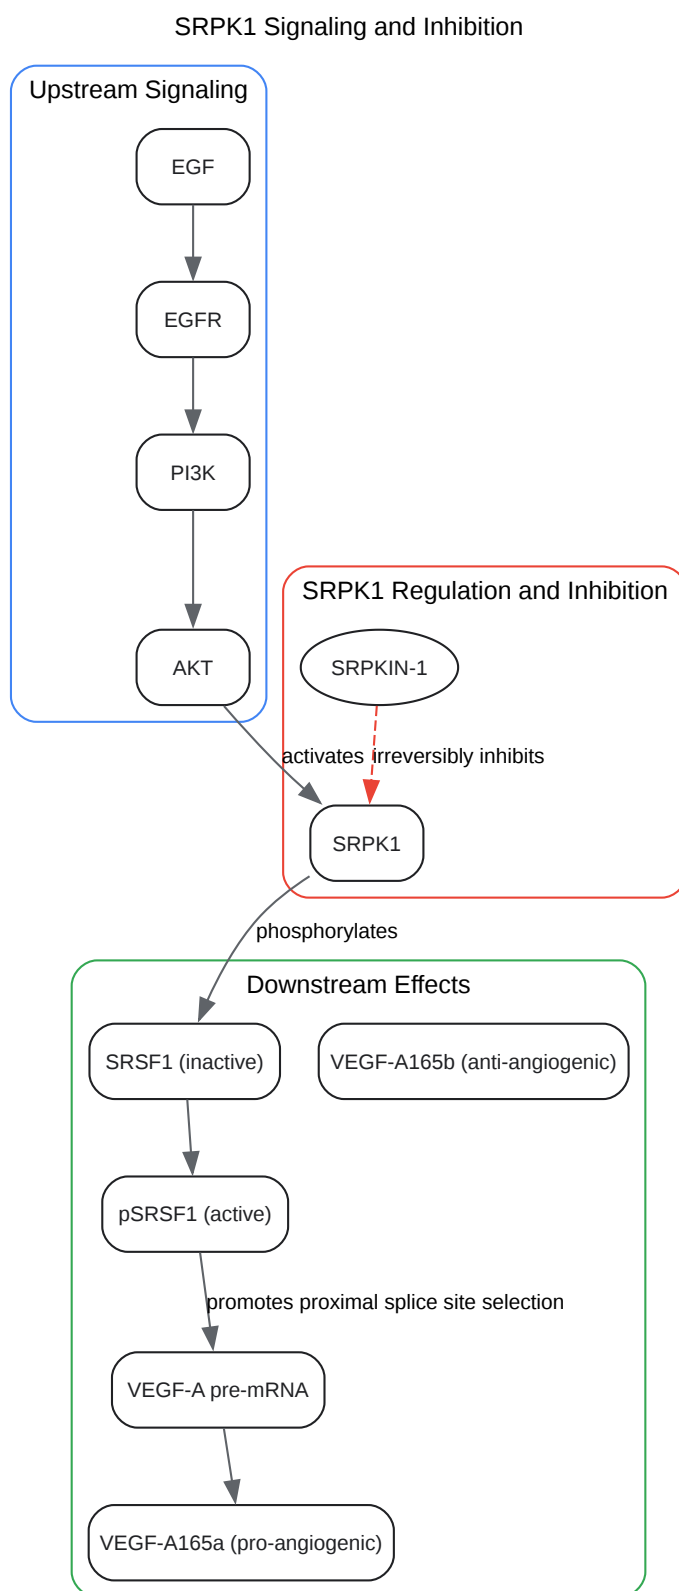 SRPK1 Signaling and Inhibition
Upstream Signaling
EGF
EGFR
PI3K
SRPK1 Regulation and Inhibition
AKT
SRPKIN-1
activates
irreversibly inhibits
SRPK1
phosphorylates
Downstream Effects
SRSF1 (inactive)
VEGF-A165b (anti-angiogenic)
pSRSF1 (active)
promotes proximal splice site selection
VEGF-A pre-mRNA
VEGF-A165a (pro-angiogenic)